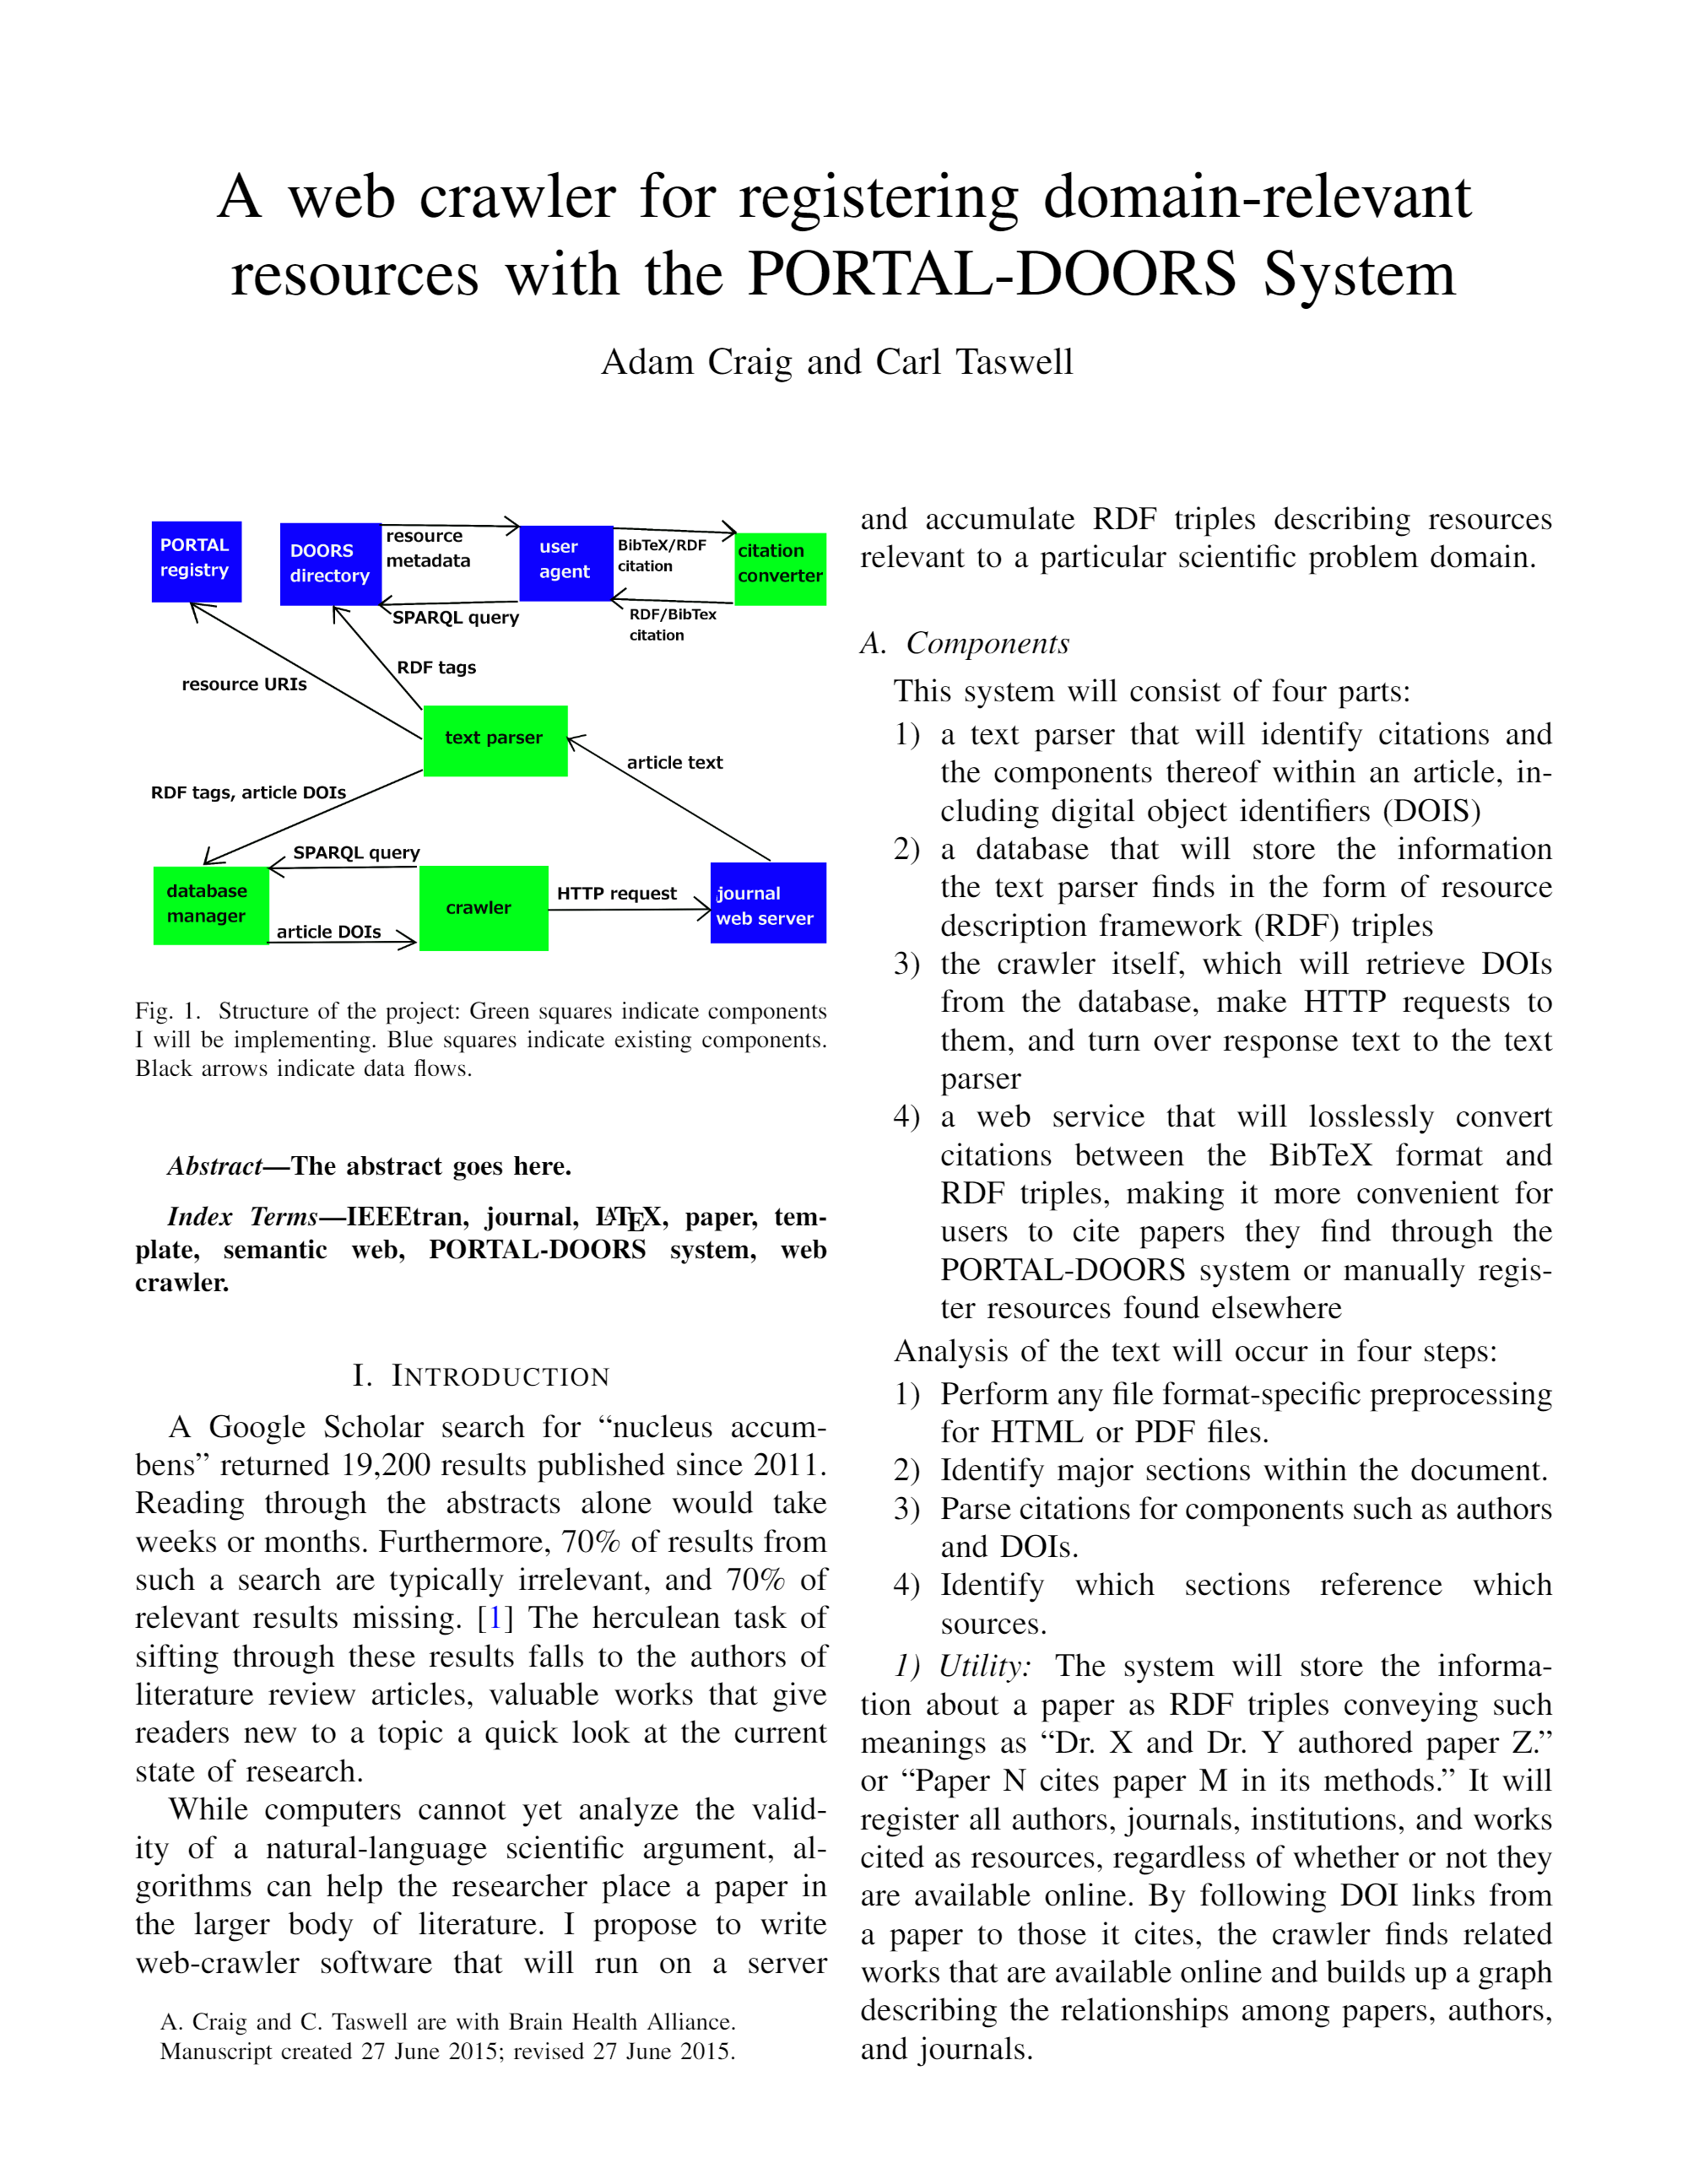 A web crawler for registering domain-relevant
resources with the PORTAL-DOORS System
Adam Craig and Carl Taswell
PORTAL
registry
DOORS
directory
resource
metadata
user
agent
BibTeX/RDF
citation
citation
converter
SPARQL query
RDF/BibTex
citation
resource URIs
RDF tags
text parser
article text
RDF tags, article DOIs
SPARQL query
database
manager
crawler
HTTP request
journal
web server
article DOIs
Fig. 1. Structure of the project: Green squares indicate components
I will be implementing. Blue squares indicate existing components.
Black arrows indicate data flows.
Abstract—The abstract goes here.
Index Terms—IEEEtran, journal, LATEX, paper, tem-
plate, semantic web, PORTAL-DOORS system, web
crawler.
I. INTRODUCTION
A Google Scholar search for “nucleus accum-
bens” returned 19,200 results published since 2011.
Reading through the abstracts alone would take
weeks or months. Furthermore, 70% of results from
such a search are typically irrelevant, and 70% of
relevant results missing. [1] The herculean task of
sifting through these results falls to the authors of
literature review articles, valuable works that give
readers new to a topic a quick look at the current
state of research.
While computers cannot yet analyze the valid-
ity of a natural-language scientific argument, al-
gorithms can help the researcher place a paper in
the larger body of literature. I propose to write
web-crawler software that will run on a server
A. Craig and C. Taswell are with Brain Health Alliance.
Manuscript created 27 June 2015; revised 27 June 2015.
and accumulate RDF triples describing resources
relevant to a particular scientific problem domain.
A. Components
This system will consist of four parts:
1) a text parser that will identify citations and
the components thereof within an article, in-
cluding digital object identifiers (DOIS)
2) a database that will store the information
the text parser finds in the form of resource
description framework (RDF) triples
3) the crawler itself, which will retrieve DOIs
from the database, make HTTP requests to
them, and turn over response text to the text
parser
4) a web service that will losslessly convert
citations between the BibTeX format and
RDF triples, making it more convenient for
users to cite papers they find through the
PORTAL-DOORS system or manually regis-
ter resources found elsewhere
Analysis of the text will occur in four steps:
1) Perform any file format-specific preprocessing
for HTML or PDF files.
2) Identify major sections within the document.
3) Parse citations for components such as authors
and DOIs.
4) Identify which sections reference which
sources.
1) Utility: The system will store the informa-
tion about a paper as RDF triples conveying such
meanings as “Dr. X and Dr. Y authored paper Z.”
or “Paper N cites paper M in its methods.” It will
register all authors, journals, institutions, and works
cited as resources, regardless of whether or not they
are available online. By following DOI links from
a paper to those it cites, the crawler finds related
works that are available online and builds up a graph
describing the relationships among papers, authors,
and journals.